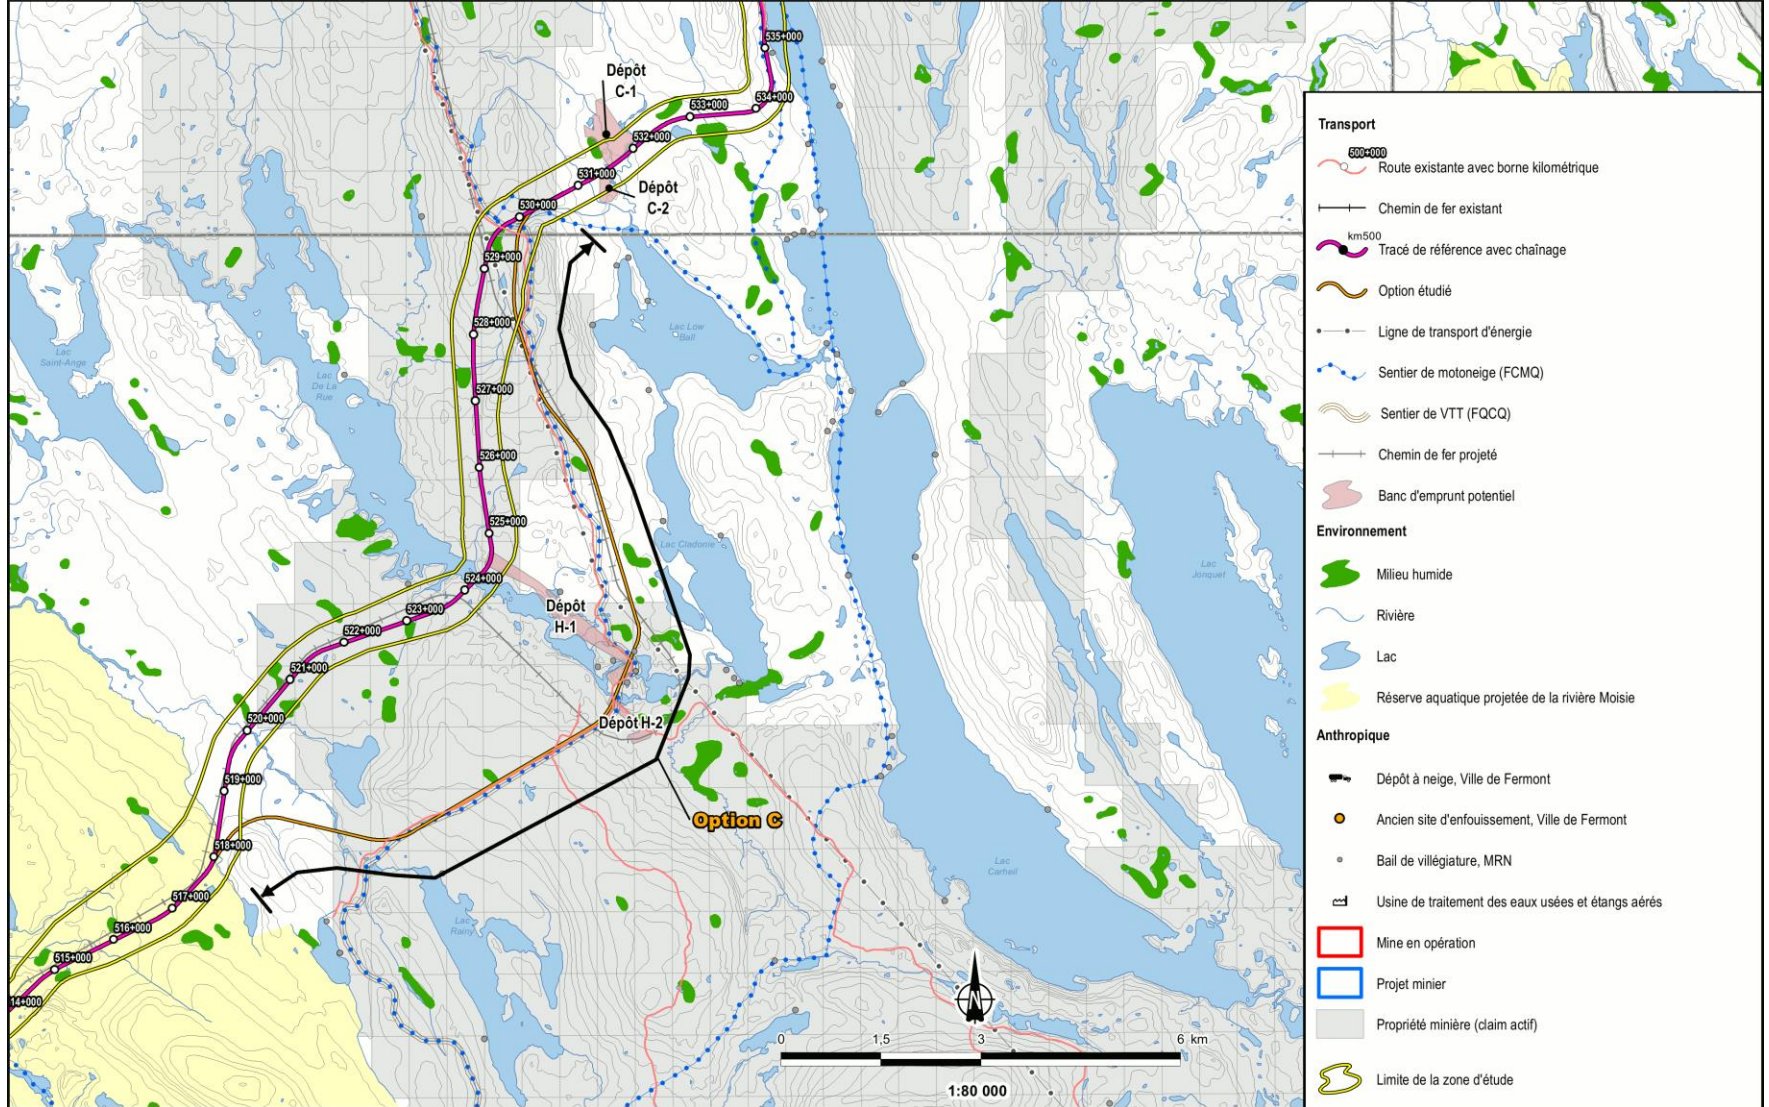 535+000
Dépôt
C-1
534+000
533+000
532+000
531+000
Dépôt
C-2
530+000
529+000
528+000
Lac Low
Ball
Lac
Saint-Ange
Lac
De La
Rue
527+000
526+000
525+000
Lac Cladonie
524+000
Dépôt
H-1
523+000
522+000
521+000
520+000
Dépôt H-2
519+000
518+000
517+000
516+000
515+000
14+000
Option C
Lac
Rainy
Lac
Jonquet
Lac
Carheil
N
0 1,5 3 6 km
1:80 000
Transport
500+000
Route existante avec borne kilométrique
Chemin de fer existant
km500
Tracé de référence avec chaînage
Option étudié
Ligne de transport d'énergie
Sentier de motoneige (FCMQ)
Sentier de VTT (FQCQ)
Chemin de fer projeté
Banc d'emprunt potentiel
Environnement
Milieu humide
Rivière
Lac
Réserve aquatique projetée de la rivière Moisie
Anthropique
Dépôt à neige, Ville de Fermont
Ancien site d'enfouissement, Ville de Fermont
Bail de villégiature, MRN
Usine de traitement des eaux usées et étangs aérés
Mine en opération
Projet minier
Propriété minière (claim actif)
Limite de la zone d'étude